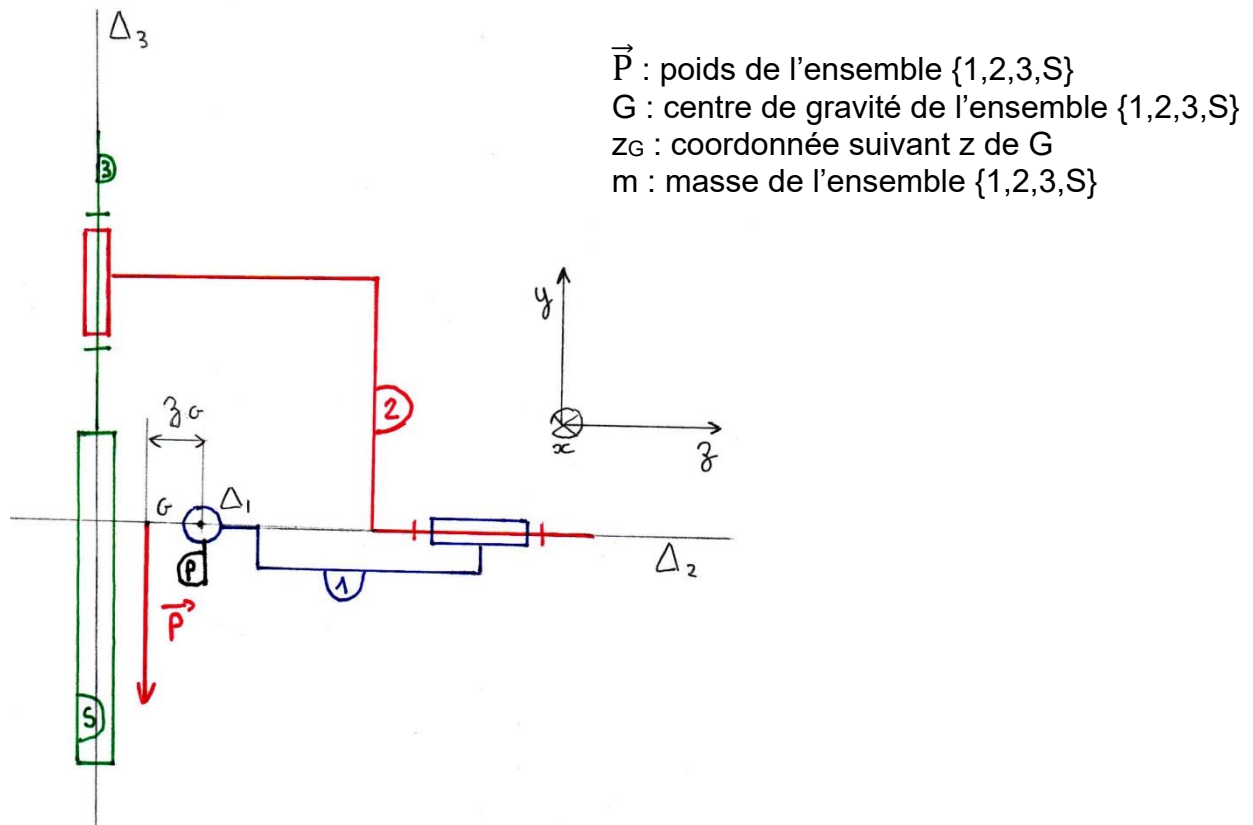 Δ₃
P⃗ : poids de l’ensemble {1,2,3,S}
G : centre de gravité de l’ensemble {1,2,3,S}
zG : coordonnée suivant z de G
m : masse de l’ensemble {1,2,3,S}
3
y
2
zG
x
z
G
Δ₁
P
Δ₂
1
P⃗
S